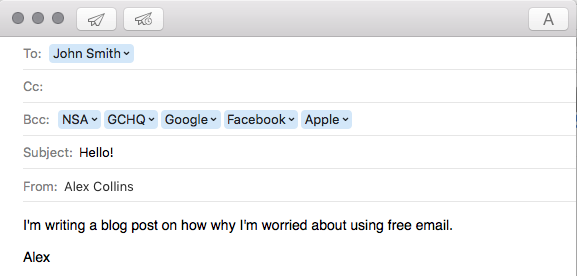 A
To: John Smith
Cc:
Bcc: NSA GCHQ Google Facebook Apple
Subject: Hello!
From: Alex Collins
I'm writing a blog post on how why I'm worried about using free email.
Alex